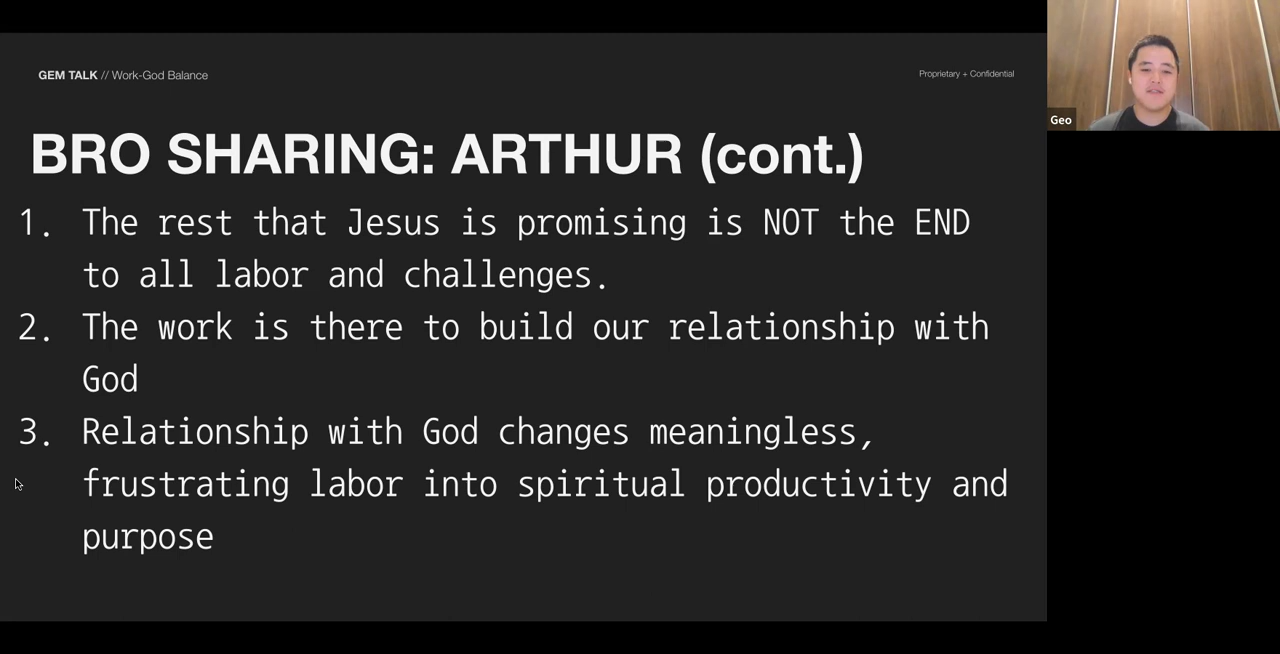 GEM TALK // Work-God Balance
Proprietary + Confidential
BRO SHARING: ARTHUR (cont.)
1. The rest that Jesus is promising is NOT the END
to all labor and challenges.
2. The work is there to build our relationship with
God
3. Relationship with God changes meaningless,
frustrating labor into spiritual productivity and
purpose
Geo